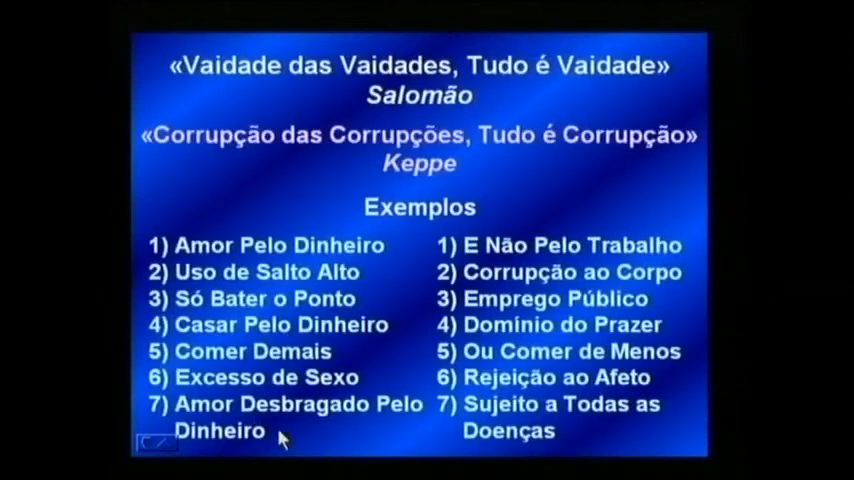 «Vaidade das Vaidades, Tudo é Vaidade»
Salomão
«Corrupção das Corrupções, Tudo é Corrupção»
Keppe
Exemplos
1) Amor Pelo Dinheiro
2) Uso de Salto Alto
3) Só Bater o Ponto
4) Casar Pelo Dinheiro
5) Comer Demais
6) Excesso de Sexo
7) Amor Desbragado Pelo
Dinheiro
1) E Não Pelo Trabalho
2) Corrupção ao Corpo
3) Emprego Público
4) Domínio do Prazer
5) Ou Comer de Menos
6) Rejeição ao Afeto
7) Sujeito a Todas as
Doenças